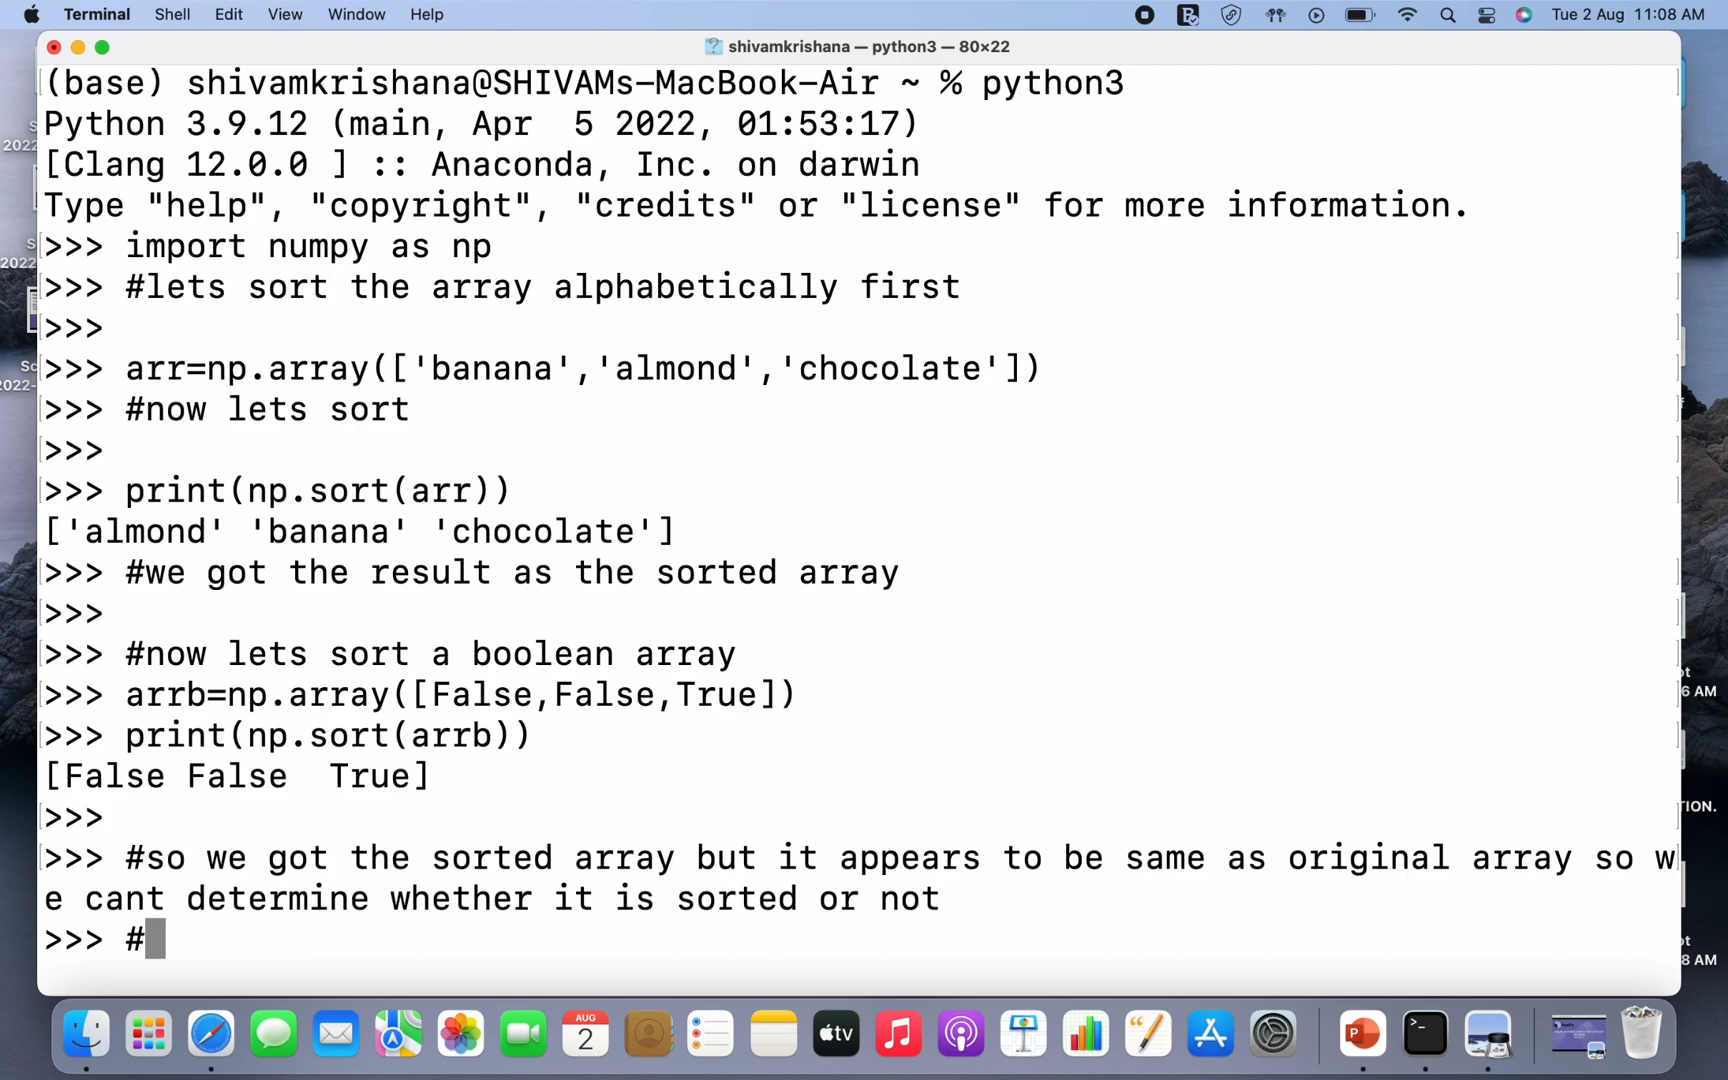 Terminal Shell Edit View Window Help Tue 2 Aug 11:08 AM
shivamkrishana — python3 — 80×22
(base) shivamkrishana@SHIVAMs-MacBook-Air ~ % python3
Python 3.9.12 (main, Apr  5 2022, 01:53:17)
[Clang 12.0.0 ] :: Anaconda, Inc. on darwin
Type "help", "copyright", "credits" or "license" for more information.
>>> import numpy as np
>>> #lets sort the array alphabetically first
>>>
>>> arr=np.array(['banana','almond','chocolate'])
>>> #now lets sort
>>>
>>> print(np.sort(arr))
['almond' 'banana' 'chocolate']
>>> #we got the result as the sorted array
>>>
>>> #now lets sort a boolean array
>>> arrb=np.array([False,False,True])
>>> print(np.sort(arrb))
[False False  True]
>>>
>>> #so we got the sorted array but it appears to be same as original array so w
e cant determine whether it is sorted or not
>>> #
AUG
2
tv